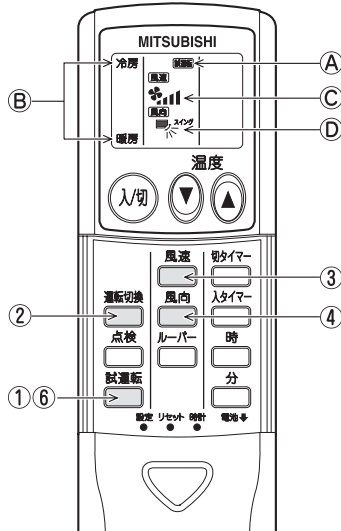 MITSUBISHI
冷房 試運転 A
風速
B C
風向
スイング D
暖房
温度
入/切 ▼ ▲
風速 切タイマー ③
運転切換 風向 入タイマー
② ④
点検 ルーバー 時
試運転 分
①⑥
設定 リセット 時計 電池